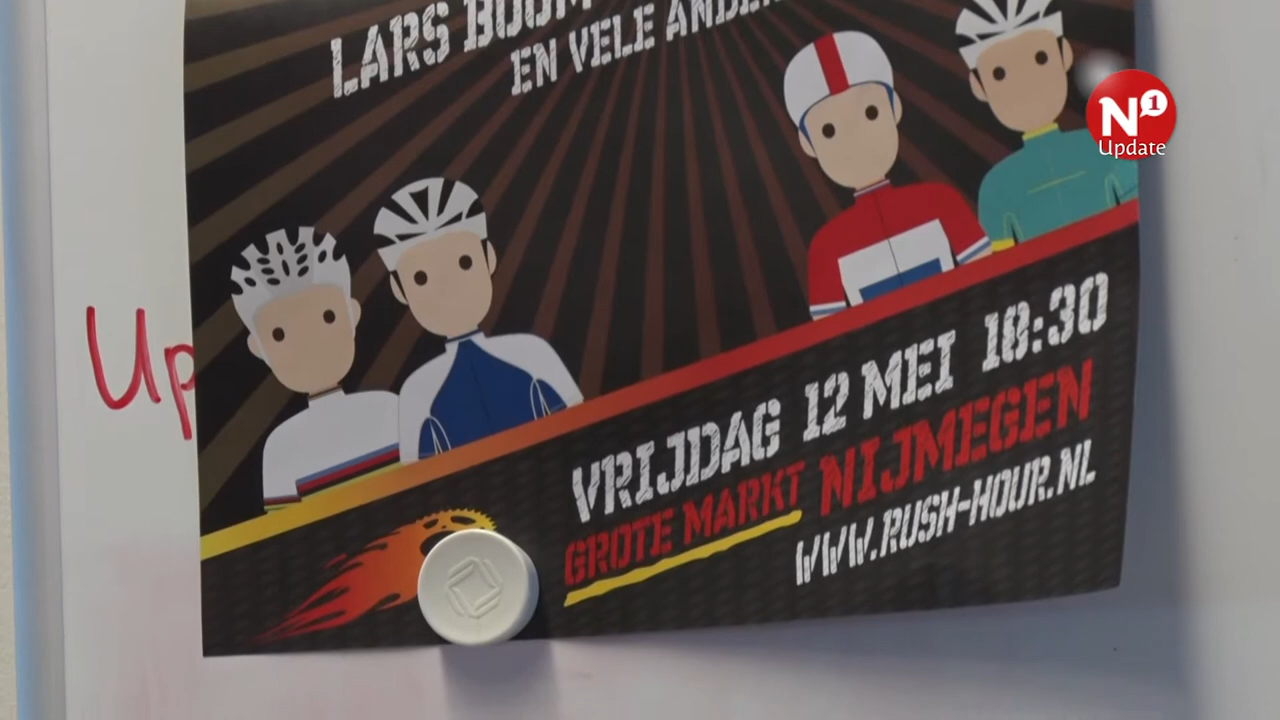 LARS BOOM
EN VELE
N1
Update
Up
VRIJDAG 12 MEI 18:30
GROTE MARKT NIJMEGEN
WWW.RUSH-HOUR.NL